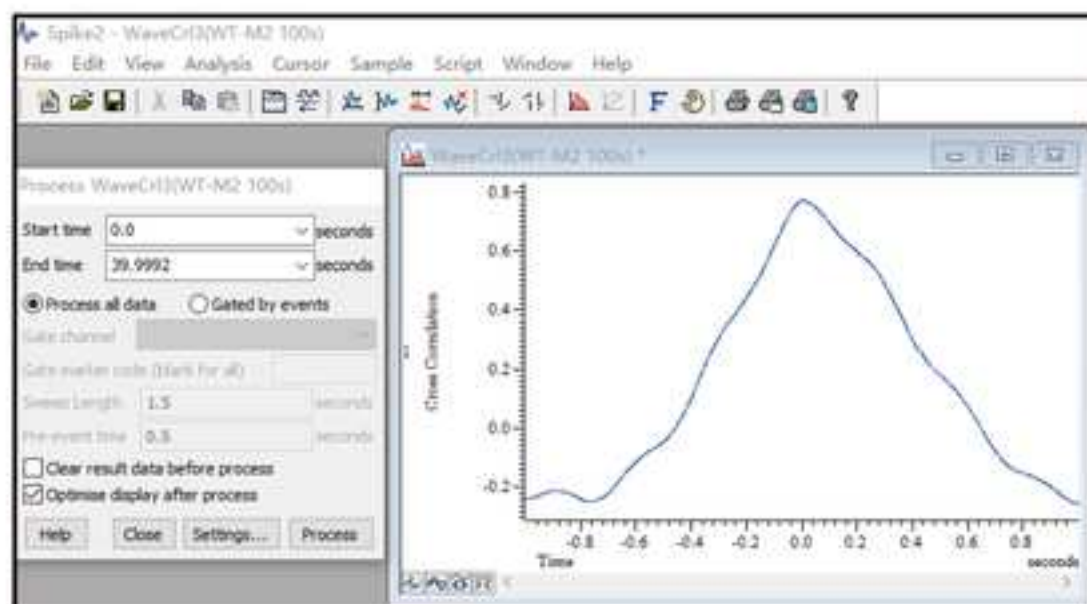 Spike2 - WaveCrl3(WT-M2 100s)
File Edit View Analysis Cursor Sample Script Window Help
Process WaveCrl3(WT-M2 100s)
Start time 0.0 seconds
End time 39.9992 seconds
Process all data Gated by events
Gate channel
Gate marker code (blank for all)
Sweep Length 1.5 seconds
Pre-event time 0.5 seconds
Clear result data before process
Optimise display after process
Help Close Settings... Process
WaveCrl3(WT-M2 100s) *
0.8
0.6
0.4
0.2
0.0
-0.2
Cross Correlation
-0.8 -0.6 -0.4 -0.2 0.0 0.2 0.4 0.6 0.8
Time seconds